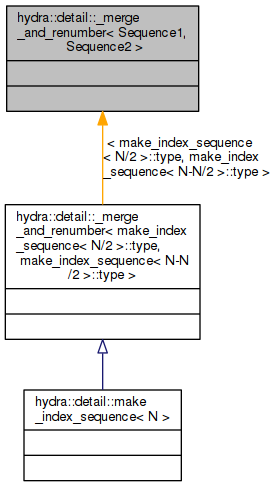 hydra::detail::_merge
_and_renumber< Sequence1,
Sequence2 >
< make_index_sequence
< N/2 >::type, make_index
_sequence< N-N/2 >::type >
hydra::detail::_merge
_and_renumber< make_index
_sequence< N/2 >::type,
make_index_sequence< N-N
/2 >::type >
hydra::detail::make
_index_sequence< N >